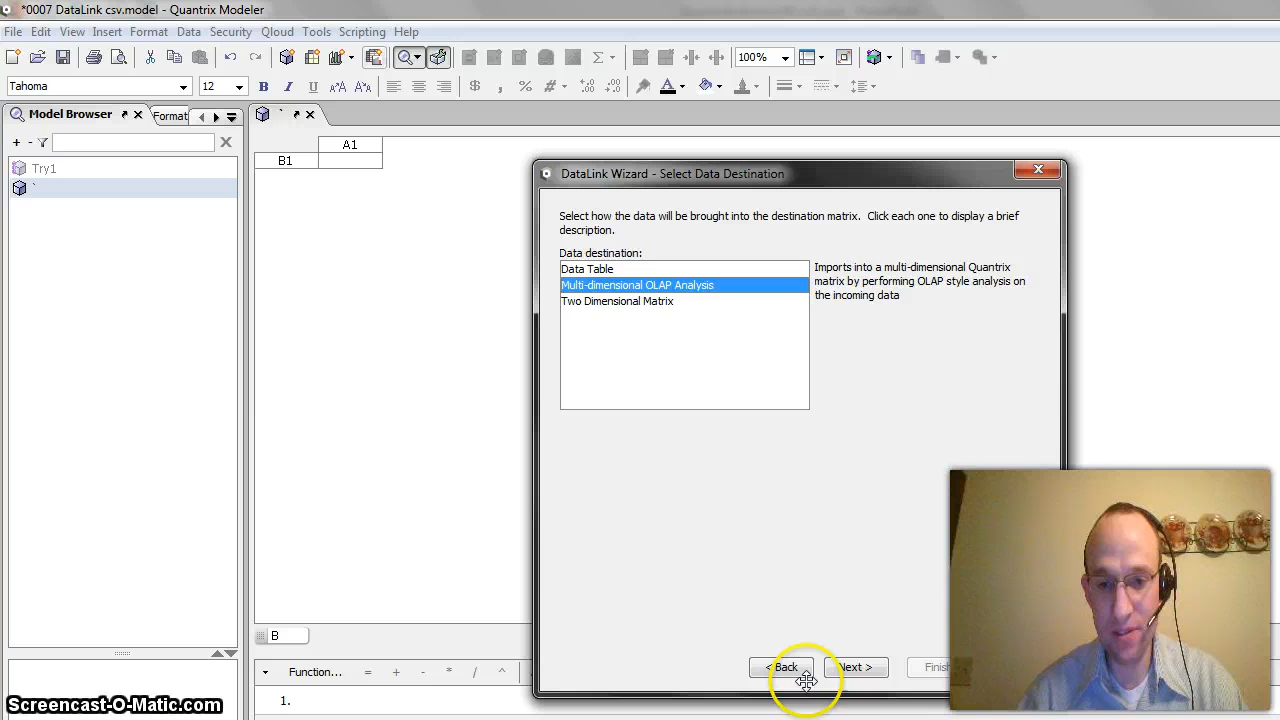 *0007 DataLink csv.model - Quantrix Modeler
File Edit View Insert Format Data Security Qloud Tools Scripting Help
100%
Tahoma 12 B I U $ , % #
Model Browser Format `
A1
B1
Try1
`
DataLink Wizard - Select Data Destination
Select how the data will be brought into the destination matrix. Click each one to display a brief
description.
Data destination:
Data Table
Multi-dimensional OLAP Analysis
Two Dimensional Matrix
Imports into a multi-dimensional Quantrix
matrix by performing OLAP style analysis on
the incoming data
B
<Back Next > Finish
Function... = + - * / ^
1.
Screencast-O-Matic.com